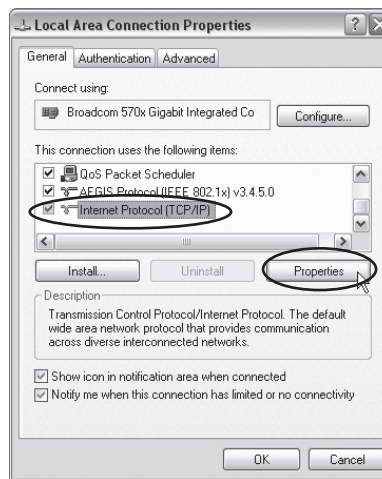 Local Area Connection Properties
General Authentication Advanced
Connect using:
Broadcom 570x Gigabit Integrated Co
Configure...
This connection uses the following items:
QoS Packet Scheduler
AEGIS Protocol (IEEE 802.1x) v3.4.5.0
Internet Protocol (TCP/IP)
Install... Uninstall Properties
Description
Transmission Control Protocol/Internet Protocol. The default
wide area network protocol that provides communication
across diverse interconnected networks.
Show icon in notification area when connected
Notify me when this connection has limited or no connectivity
OK Cancel